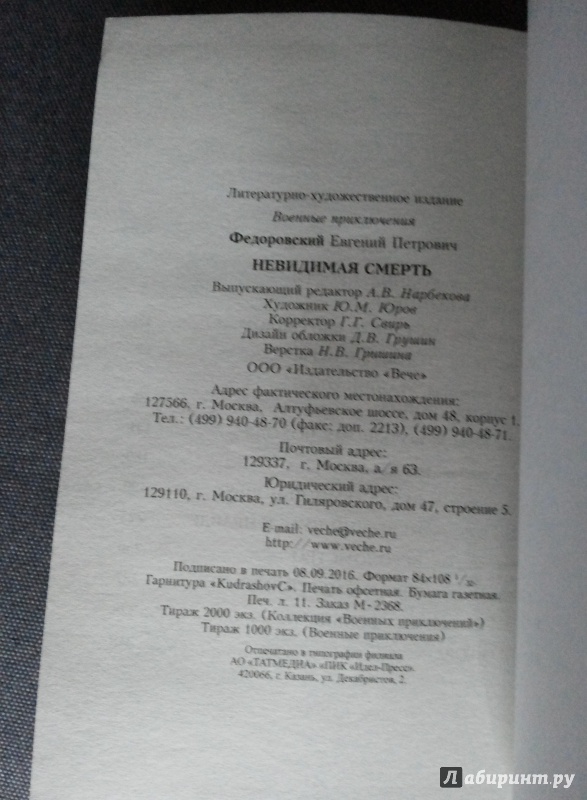 Литературно-художественное издание
Военные приключения
Федоровский Евгений Петрович
НЕВИДИМАЯ СМЕРТЬ
Выпускающий редактор А.В. Нарбекова
Художник Ю.М. Юров
Корректор Г.Г. Свирь
Дизайн обложки Д.В. Грушин
Верстка Н.В. Гришина
ООО «Издательство «Вече»
Адрес фактического местонахождения:
127566, г. Москва, Алтуфьевское шоссе, дом 48, корпус 1.
Тел.: (499) 940-48-70 (факс: доп. 2213), (499) 940-48-71.
Почтовый адрес:
129337, г. Москва, а/я 63.
Юридический адрес:
129110, г. Москва, ул. Гиляровского, дом 47, строение 5.
E-mail: veche@veche.ru
http://www.veche.ru
Подписано в печать 08.09.2016. Формат 84×108 1/32.
Гарнитура «KudrashovC». Печать офсетная. Бумага газетная.
Печ. л. 11. Заказ М-2368.
Тираж 2000 экз. (Коллекция «Военных приключений»)
Тираж 1000 экз. (Военные приключения)
Отпечатано в типографии филиала
АО «ТАТМЕДИА» «ПИК «Идел-Пресс».
420066, г. Казань, ул. Декабристов, 2.
Лабиринт.ру